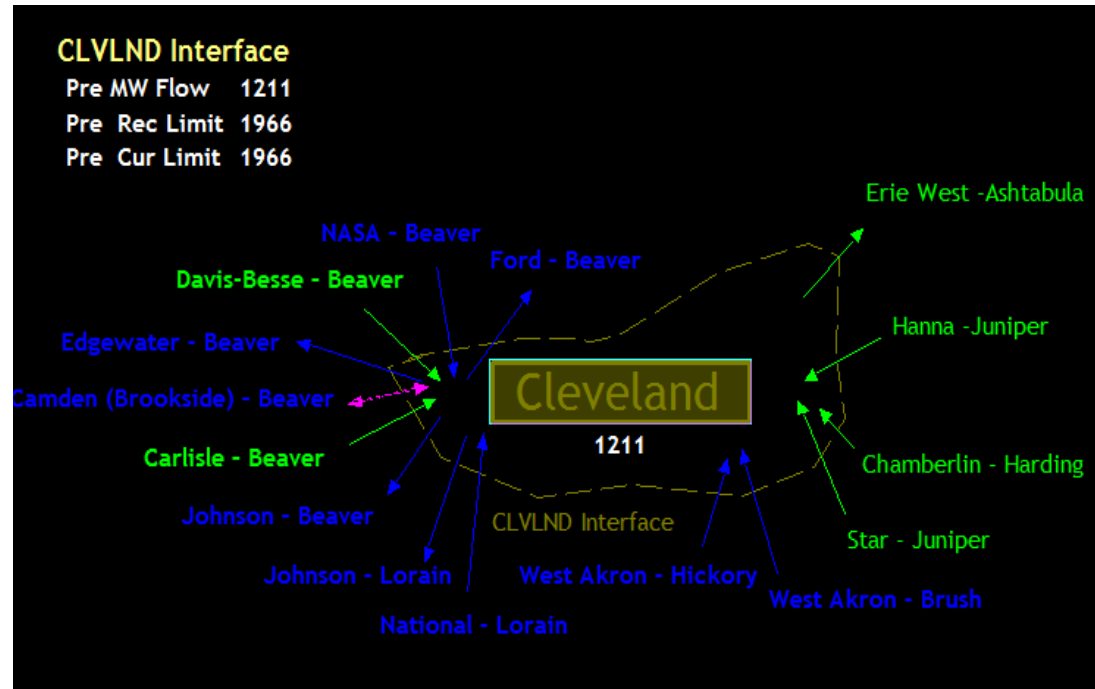 CLVLND Interface
Pre MW Flow 1211
Pre Rec Limit 1966
Pre Cur Limit 1966
Erie West -Ashtabula
NASA - Beaver
Ford - Beaver
Davis-Besse - Beaver
Hanna -Juniper
Edgewater - Beaver
Camden (Brookside) - Beaver
Cleveland
1211
Carlisle - Beaver
Chamberlin - Harding
Johnson - Beaver
CLVLND Interface
Star - Juniper
Johnson - Lorain
West Akron - Hickory
West Akron - Brush
National - Lorain